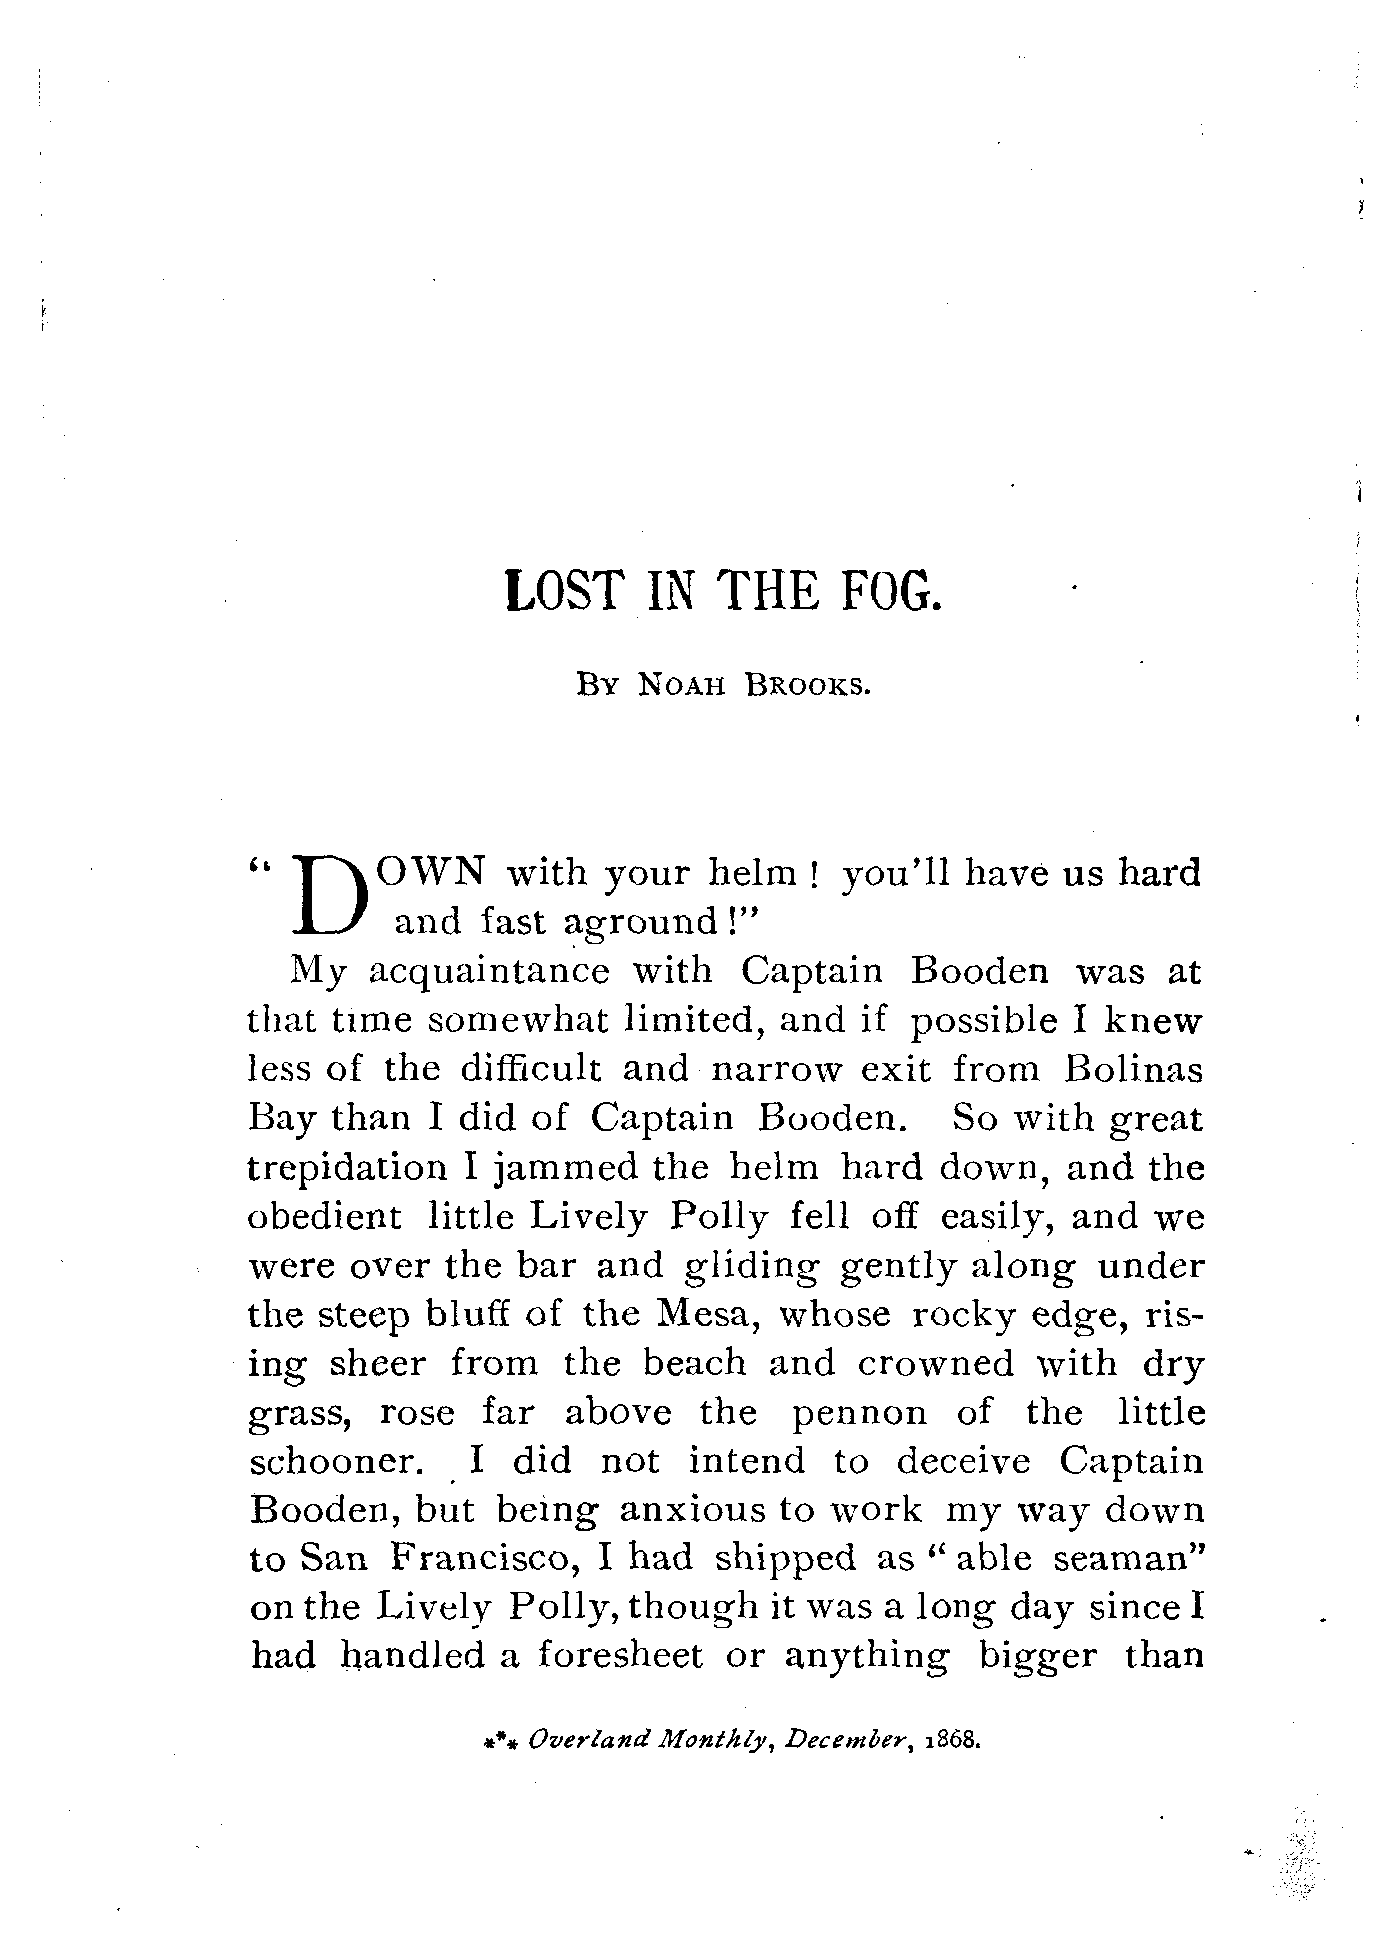 LOST IN THE FOG.
BY NOAH BROOKS.
“DOWN with your helm! you'll have us hard
and fast aground!”
My acquaintance with Captain Booden was at
that time somewhat limited, and if possible I knew
less of the difficult and narrow exit from Bolinas
Bay than I did of Captain Booden. So with great
trepidation I jammed the helm hard down, and the
obedient little Lively Polly fell off easily, and we
were over the bar and gliding gently along under
the steep bluff of the Mesa, whose rocky edge, ris-
ing sheer from the beach and crowned with dry
grass, rose far above the pennon of the little
schooner. I did not intend to deceive Captain
Booden, but being anxious to work my way down
to San Francisco, I had shipped as “able seaman”
on the Lively Polly, though it was a long day since I
had handled a foresheet or anything bigger than
*** Overland Monthly, December, 1868.